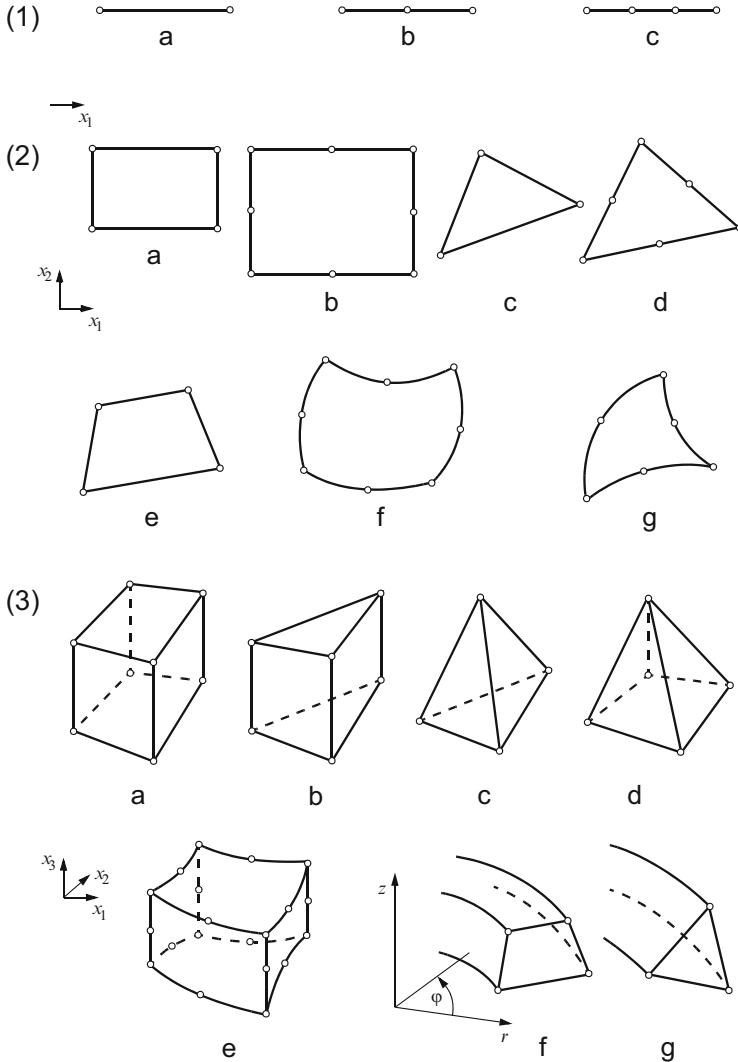 (1)
a b c
x1
(2)
a b c d
x2
x1
e f g
(3)
a b c d
x3
x2
x1
z
φ
r
e f g